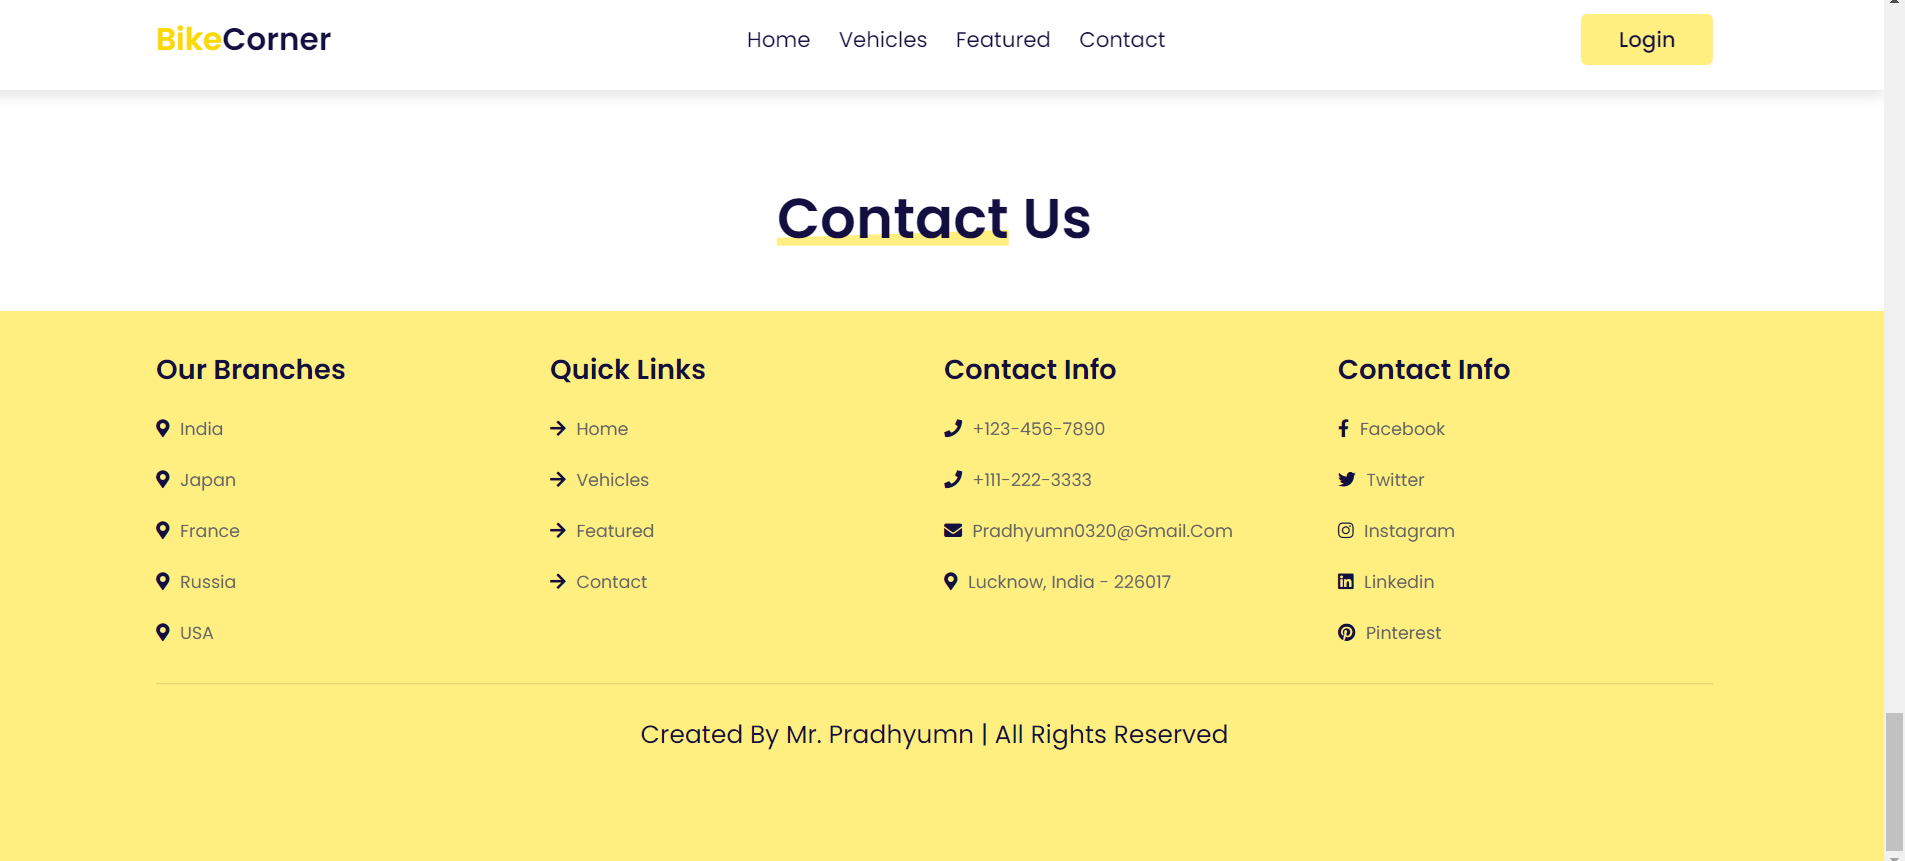 BikeCorner
Home Vehicles Featured Contact
Login
Contact Us
Our Branches
India
Japan
France
Russia
USA
Quick Links
Home
Vehicles
Featured
Contact
Contact Info
+123-456-7890
+111-222-3333
Pradhyumn0320@Gmail.Com
Lucknow, India - 226017
Contact Info
Facebook
Twitter
Instagram
Linkedin
Pinterest
Created By Mr. Pradhyumn | All Rights Reserved